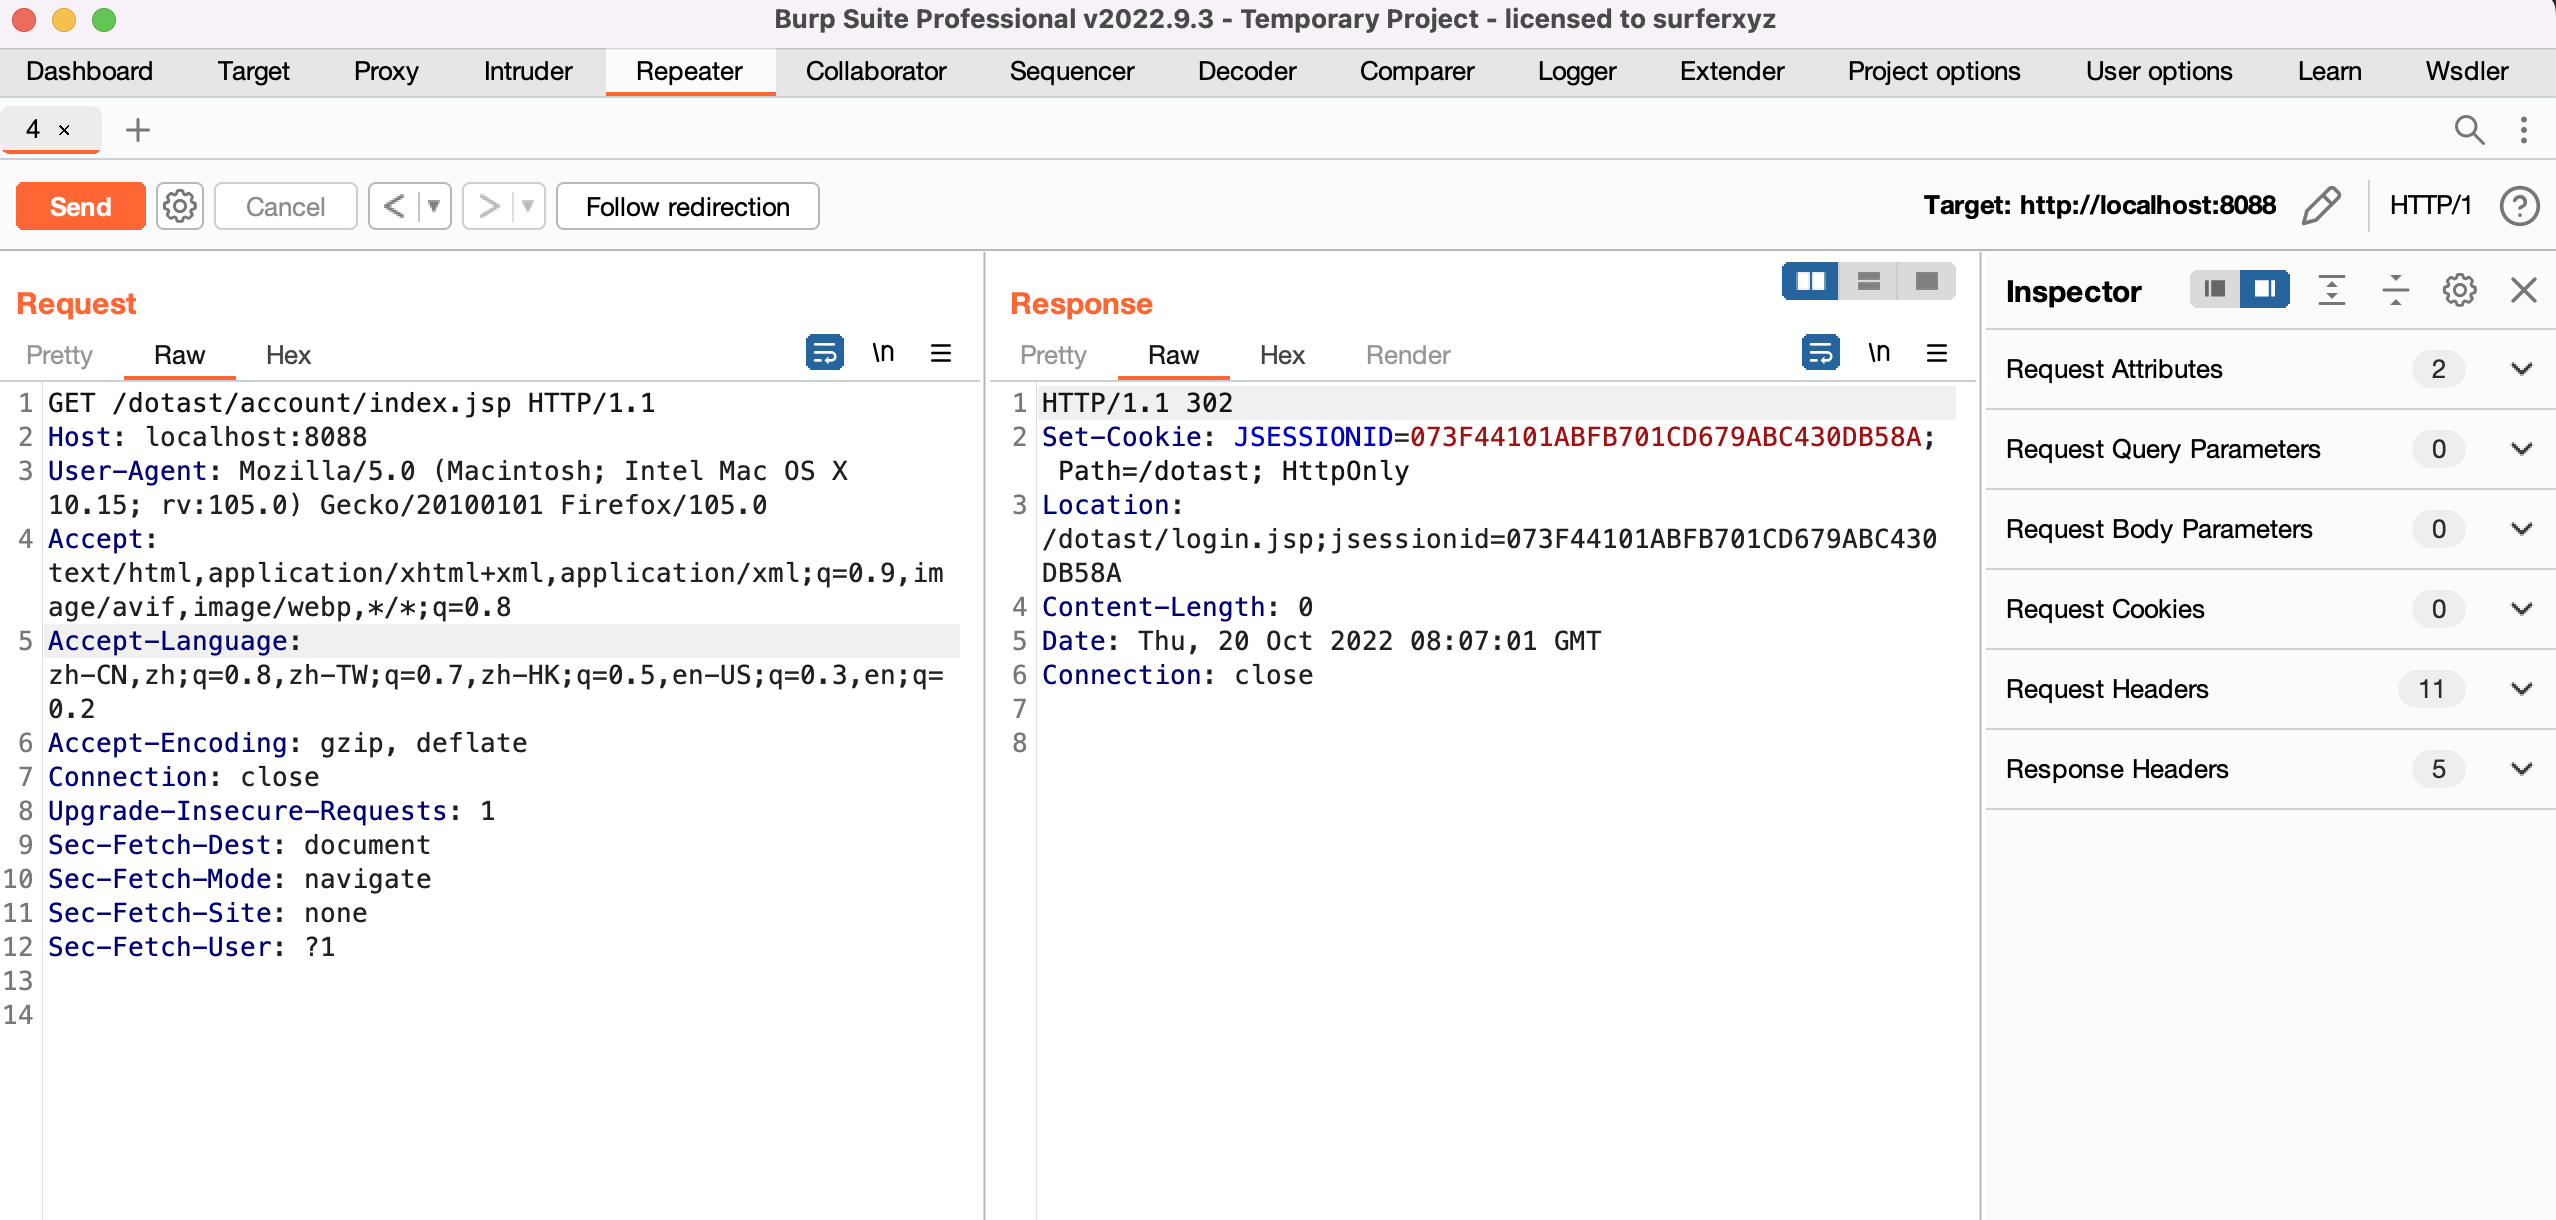 Burp Suite Professional v2022.9.3 - Temporary Project - licensed to surferxyz
Dashboard Target Proxy Intruder Repeater Collaborator Sequencer Decoder Comparer Logger Extender Project options User options Learn Wsdler
4 ×
Send Cancel < > Follow redirection Target: http://localhost:8088 HTTP/1 ?
Request
Pretty Raw Hex \n
1 GET /dotast/account/index.jsp HTTP/1.1
2 Host: localhost:8088
3 User-Agent: Mozilla/5.0 (Macintosh; Intel Mac OS X
10.15; rv:105.0) Gecko/20100101 Firefox/105.0
4 Accept:
text/html,application/xhtml+xml,application/xml;q=0.9,im
age/avif,image/webp,*/*;q=0.8
5 Accept-Language:
zh-CN,zh;q=0.8,zh-TW;q=0.7,zh-HK;q=0.5,en-US;q=0.3,en;q=
0.2
6 Accept-Encoding: gzip, deflate
7 Connection: close
8 Upgrade-Insecure-Requests: 1
9 Sec-Fetch-Dest: document
10 Sec-Fetch-Mode: navigate
11 Sec-Fetch-Site: none
12 Sec-Fetch-User: ?1
13
14
Response
Pretty Raw Hex Render \n
1 HTTP/1.1 302
2 Set-Cookie: JSESSIONID=073F44101ABFB701CD679ABC430DB58A;
Path=/dotast; HttpOnly
3 Location:
/dotast/login.jsp;jsessionid=073F44101ABFB701CD679ABC430
DB58A
4 Content-Length: 0
5 Date: Thu, 20 Oct 2022 08:07:01 GMT
6 Connection: close
7
8
Inspector
Request Attributes 2
Request Query Parameters 0
Request Body Parameters 0
Request Cookies 0
Request Headers 11
Response Headers 5